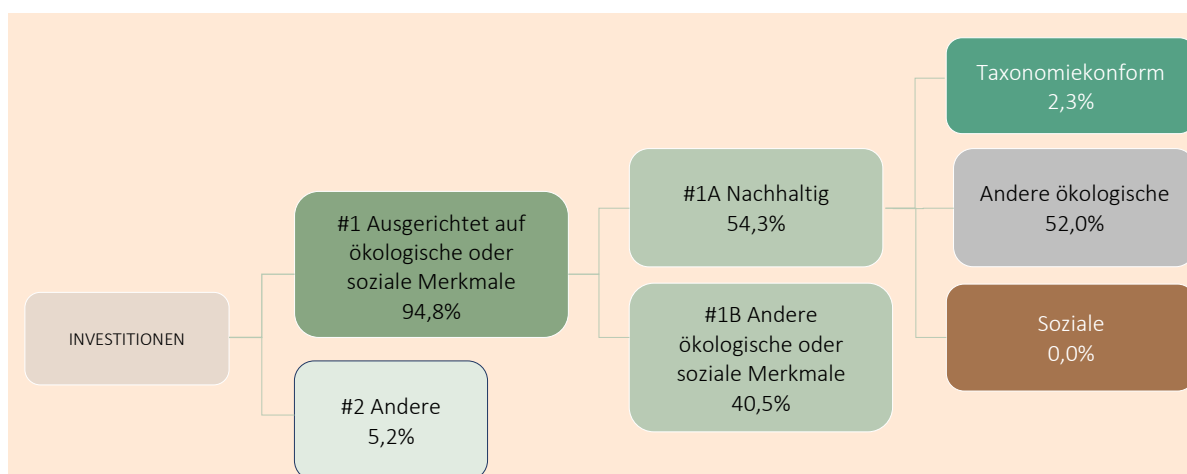 INVESTITIONEN
#1 Ausgerichtet auf
ökologische oder
soziale Merkmale
94,8%
#2 Andere
5,2%
#1A Nachhaltig
54,3%
#1B Andere
ökologische oder
soziale Merkmale
40,5%
Taxonomiekonform
2,3%
Andere ökologische
52,0%
Soziale
0,0%